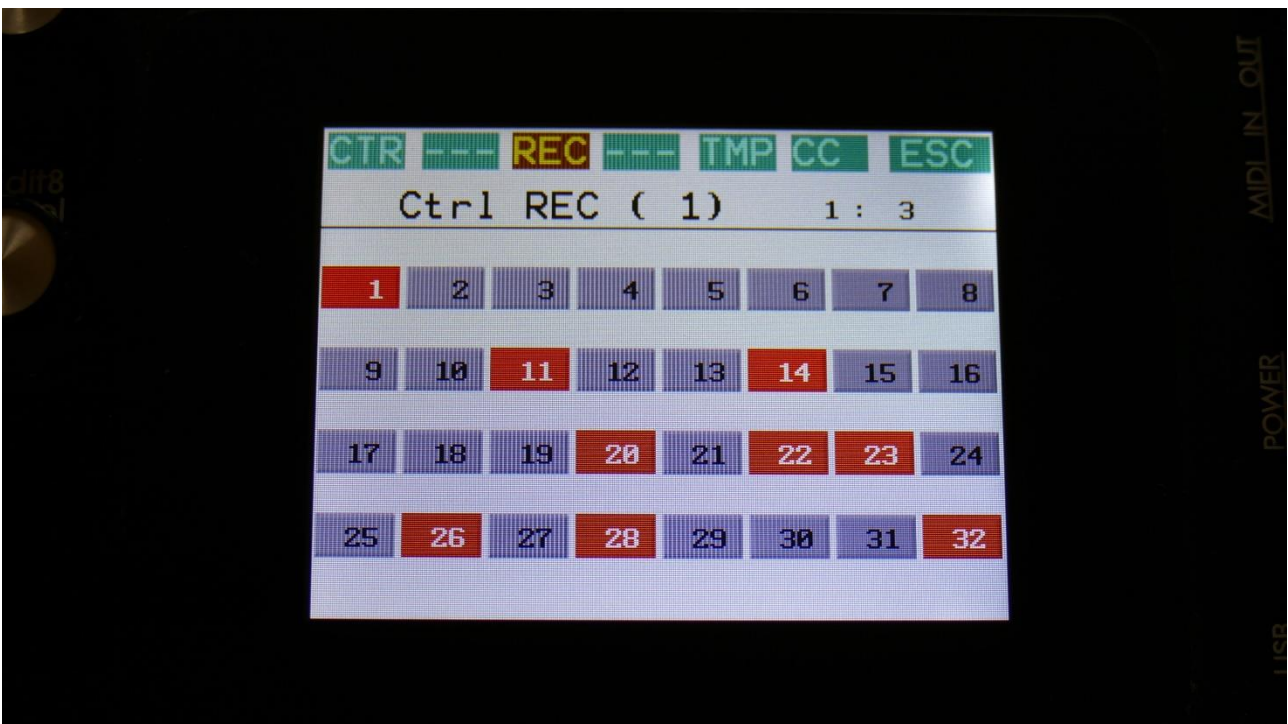 CTR --- REC --- TMP CC ESC
Ctrl REC ( 1) 1: 3
1 2 3 4 5 6 7 8
9 10 11 12 13 14 15 16
17 18 19 20 21 22 23 24
25 26 27 28 29 30 31 32
MIDI IN OUT
POWER
USB